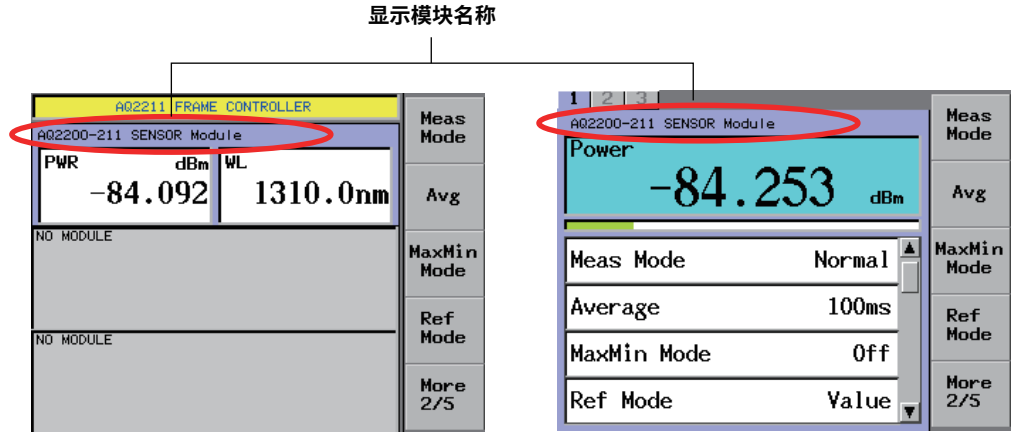 显示模块名称
AQ2211 FRAME CONTROLLER
AQ2200-211 SENSOR Module
PWR dBm
-84.092
WL
1310.0nm
NO MODULE
NO MODULE
Meas
Mode
Avg
MaxMin
Mode
Ref
Mode
More
2/5
1 2 3
AQ2200-211 SENSOR Module
Power
-84.253 dBm
Meas Mode Normal
Average 100ms
MaxMin Mode Off
Ref Mode Value
Meas
Mode
Avg
MaxMin
Mode
Ref
Mode
More
2/5